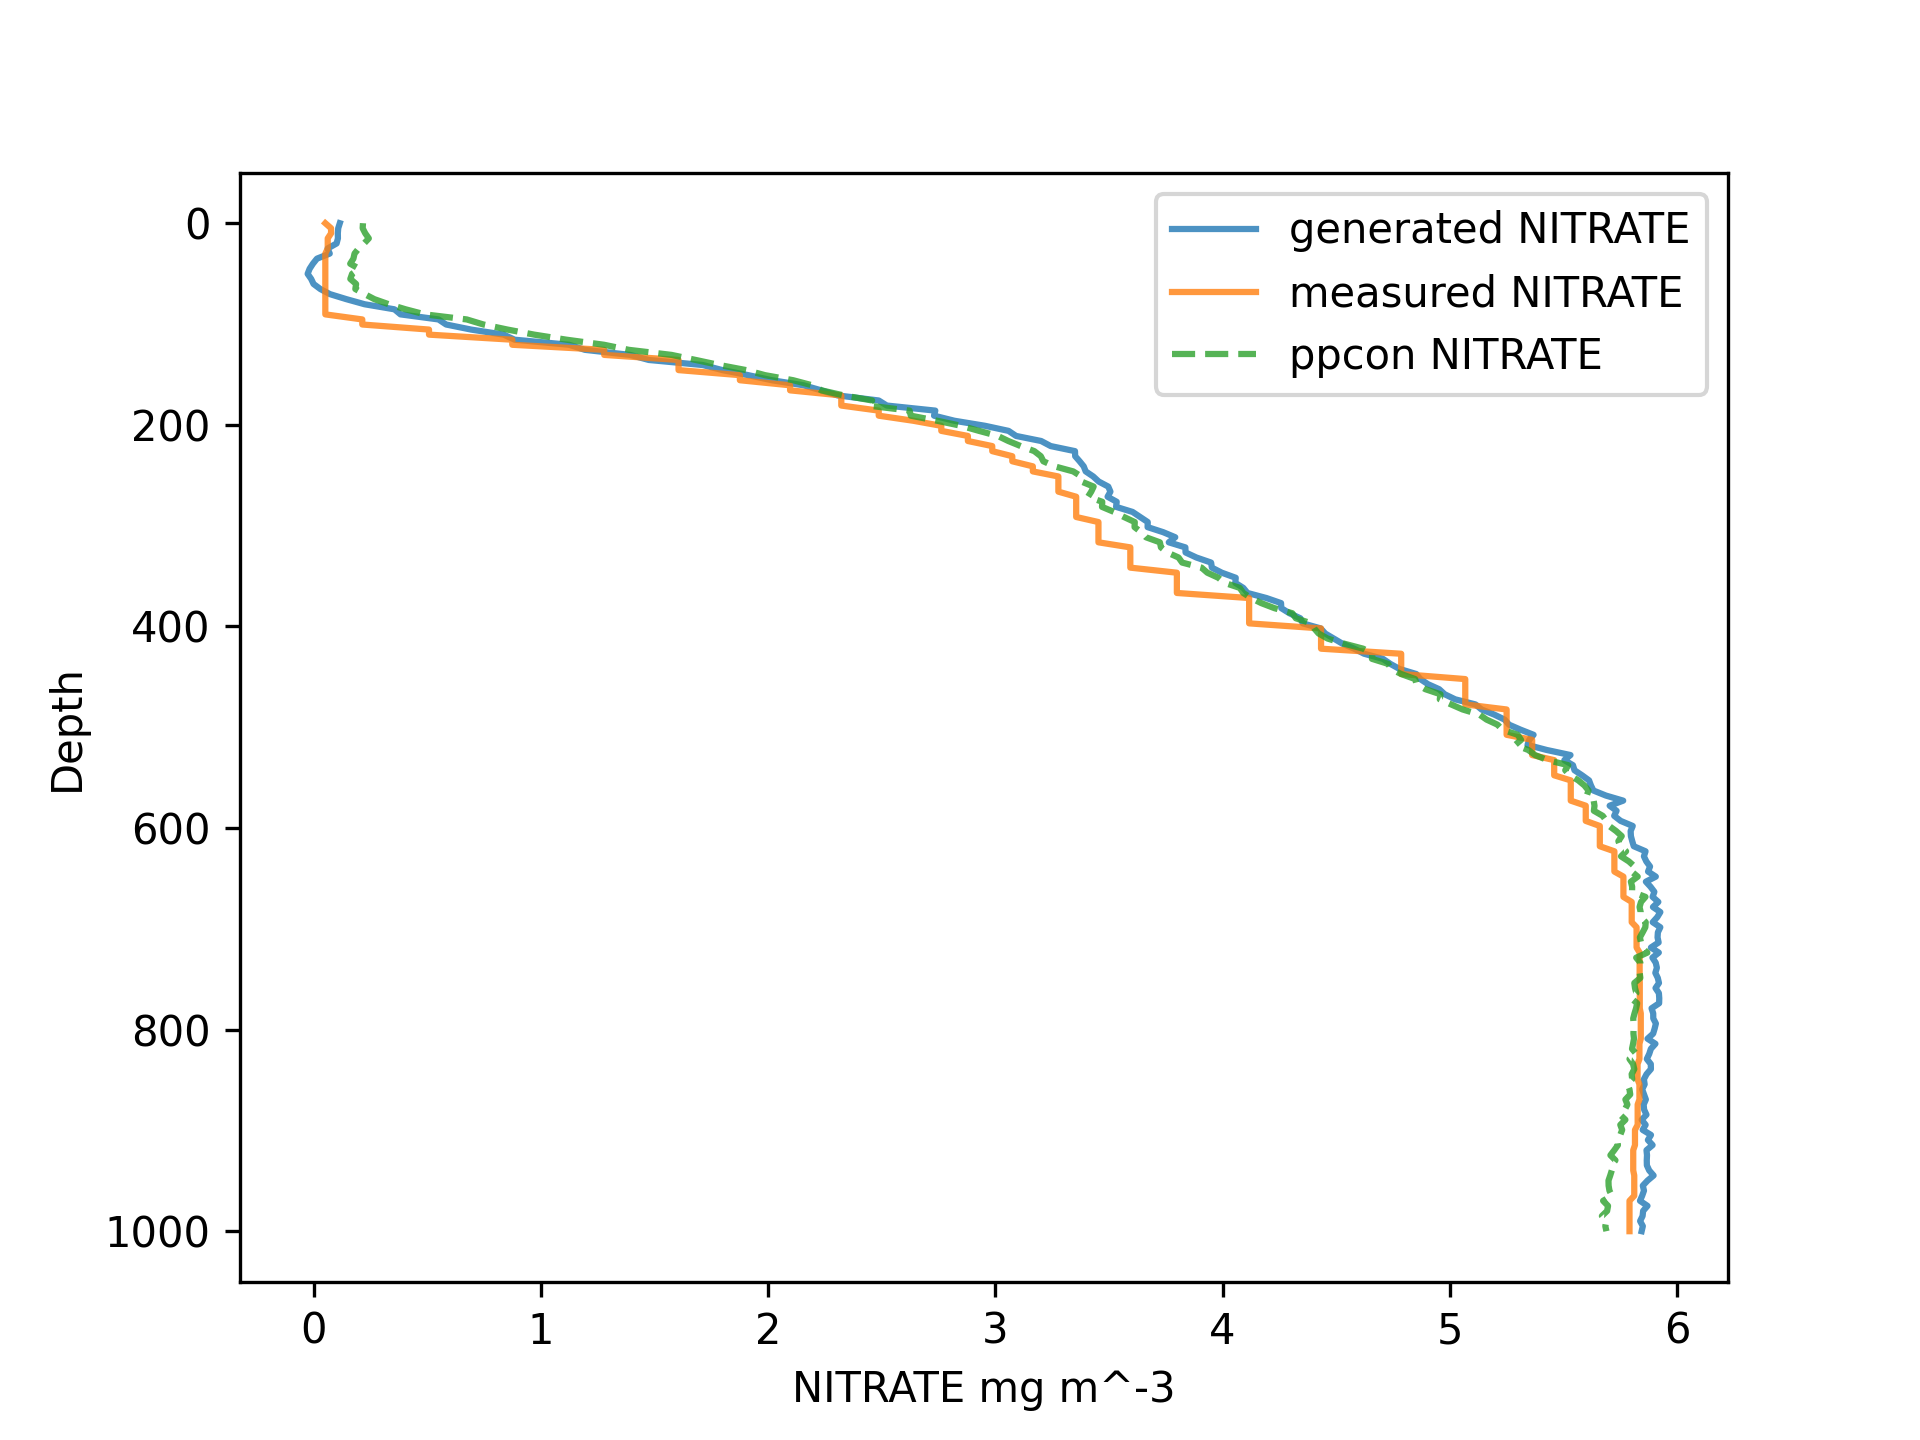 generated NITRATE
measured NITRATE
ppcon NITRATE
0
200
400
600
800
1000
Depth
0 1 2 3 4 5 6
NITRATE mg m^-3